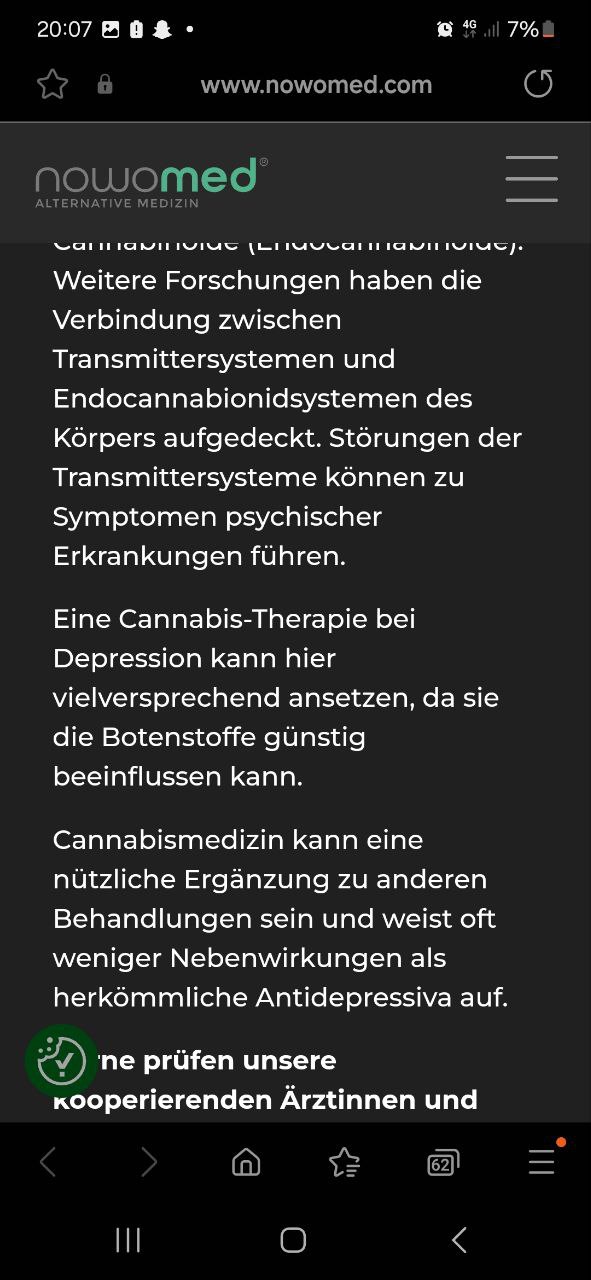 20:07
4G 7%
www.nowomed.com
nowomed®
ALTERNATIVE MEDIZIN
Cannabinoide (Endocannabinoide).
Weitere Forschungen haben die
Verbindung zwischen
Transmittersystemen und
Endocannabionidsystemen des
Körpers aufgedeckt. Störungen der
Transmittersysteme können zu
Symptomen psychischer
Erkrankungen führen.
Eine Cannabis-Therapie bei
Depression kann hier
vielversprechend ansetzen, da sie
die Botenstoffe günstig
beeinflussen kann.
Cannabismedizin kann eine
nützliche Ergänzung zu anderen
Behandlungen sein und weist oft
weniger Nebenwirkungen als
herkömmliche Antidepressiva auf.
rne prüfen unsere
kooperierenden Ärztinnen und
62